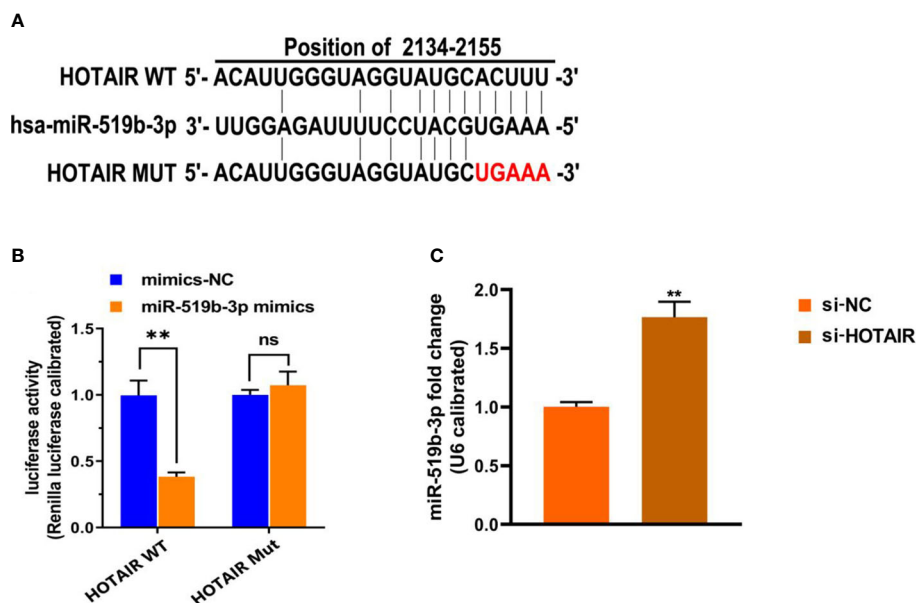 A
Position of 2134-2155
HOTAIR WT 5'- ACAUUGGGUAGGUAUGCACUUU -3'
hsa-miR-519b-3p 3'- UUGGAGAUUUUCCUACGUGAAA -5'
HOTAIR MUT 5'- ACAUUGGGUAGGUAUGCUGAAA -3'
B
mimics-NC
miR-519b-3p mimics
luciferase activity
(Renilla luciferase calibrated)
1.5
1.0
0.5
0.0
**
ns
HOTAIR WT
HOTAIR Mut
C
miR-519b-3p fold change
(U6 calibrated)
2.0
1.5
1.0
0.5
0.0
**
si-NC
si-HOTAIR